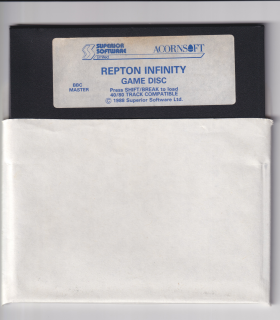 SUPERIOR SOFTWARE
Limited
ACORNSOFT
REPTON INFINITY
GAME DISC
BBC
MASTER
Press SHIFT/BREAK to load
40/80 TRACK COMPATIBLE
© 1988 Superior Software Ltd.